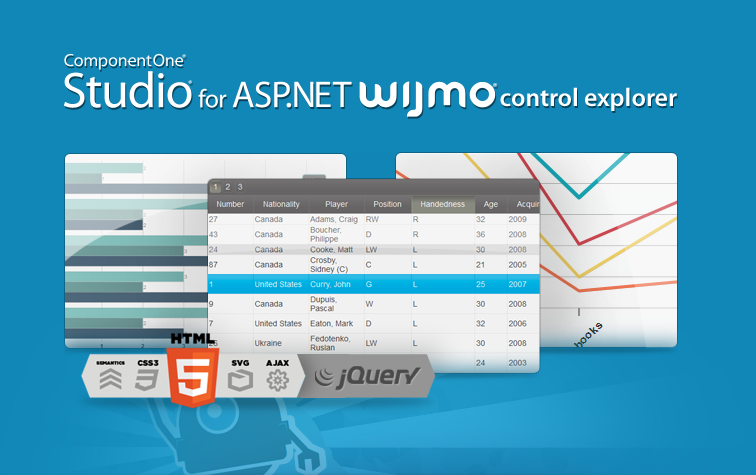 ComponentOne®
Studio® for ASP.NET wijmo® control explorer
1 2 3
Number Nationality Player Position Handedness Age
27 Canada Adams, Craig RW R 32 2009
43 Canada Boucher, Philippe D R 36 2008
24 Canada Cooke, Matt LW L 30 2008
87 Canada Crosby, Sidney (C) C L 21 2005
1 United States Curry, John G L 25 2007
9 Canada Dupuis, Pascal W L 30 2008
7 United States Eaton, Mark D L 32 2006
Ukraine Fedotenko, Ruslan LW L 30 2008
24 2003
SEMANTICS CSS3 HTML 5 SVG AJAX jQuery